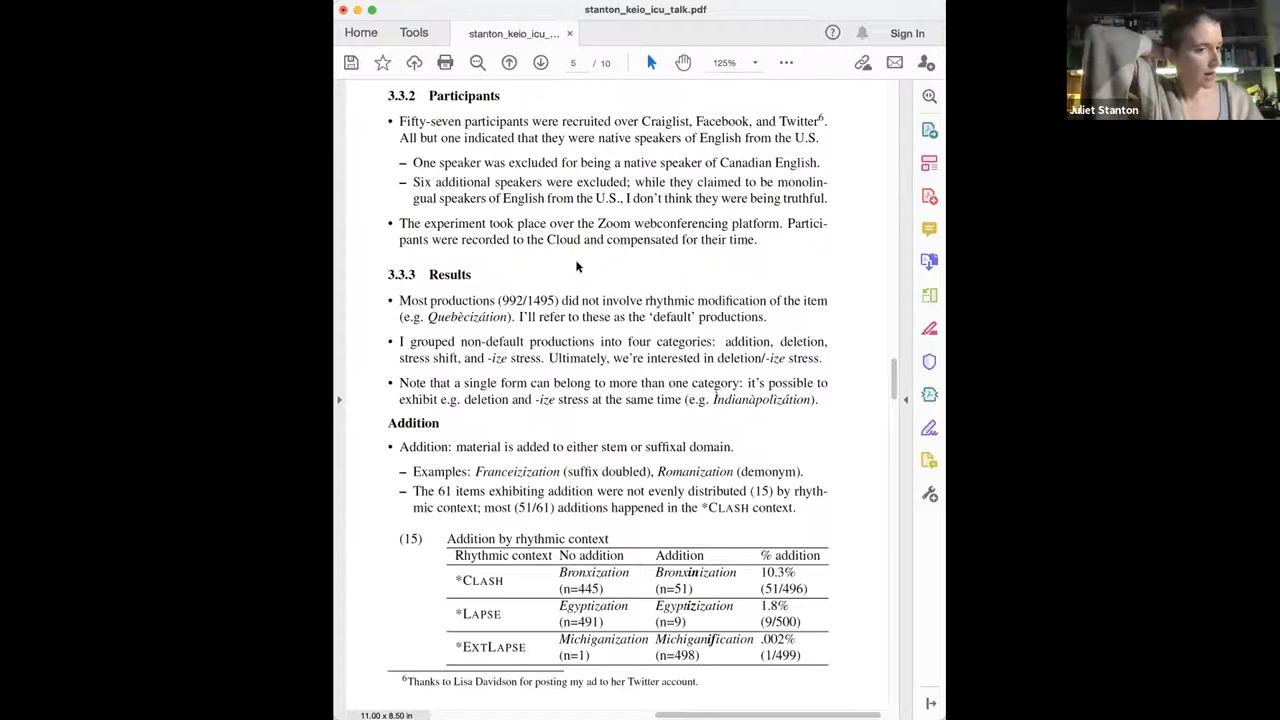 stanton_keio_icu_talk.pdf
Home
Tools
stanton_keio_icu_... ×
Sign In
5 / 10
125%
Juliet Stanton
3.3.2 Participants
• Fifty-seven participants were recruited over Craiglist, Facebook, and Twitter6.
All but one indicated that they were native speakers of English from the U.S.
– One speaker was excluded for being a native speaker of Canadian English.
– Six additional speakers were excluded; while they claimed to be monolin-
gual speakers of English from the U.S., I don't think they were being truthful.
• The experiment took place over the Zoom webconferencing platform. Partici-
pants were recorded to the Cloud and compensated for their time.
3.3.3 Results
• Most productions (992/1495) did not involve rhythmic modification of the item
(e.g. Quebècizátion). I'll refer to these as the 'default' productions.
• I grouped non-default productions into four categories: addition, deletion,
stress shift, and -ize stress. Ultimately, we're interested in deletion/-ize stress.
• Note that a single form can belong to more than one category: it's possible to
exhibit e.g. deletion and -ize stress at the same time (e.g. Ìndianàpolìzátion).
Addition
• Addition: material is added to either stem or suffixal domain.
– Examples: Franceizization (suffix doubled), Romanization (demonym).
– The 61 items exhibiting addition were not evenly distributed (15) by rhyth-
mic context; most (51/61) additions happened in the *CLASH context.
(15) Addition by rhythmic context
Rhythmic context No addition Addition % addition
*CLASH Bronxization Bronxinization 10.3%
(n=445) (n=51) (51/496)
*LAPSE Egyptization Egyptizization 1.8%
(n=491) (n=9) (9/500)
*EXTLAPSE Michiganization Michiganification .002%
(n=1) (n=498) (1/499)
6Thanks to Lisa Davidson for posting my ad to her Twitter account.
11.00 x 8.50 in